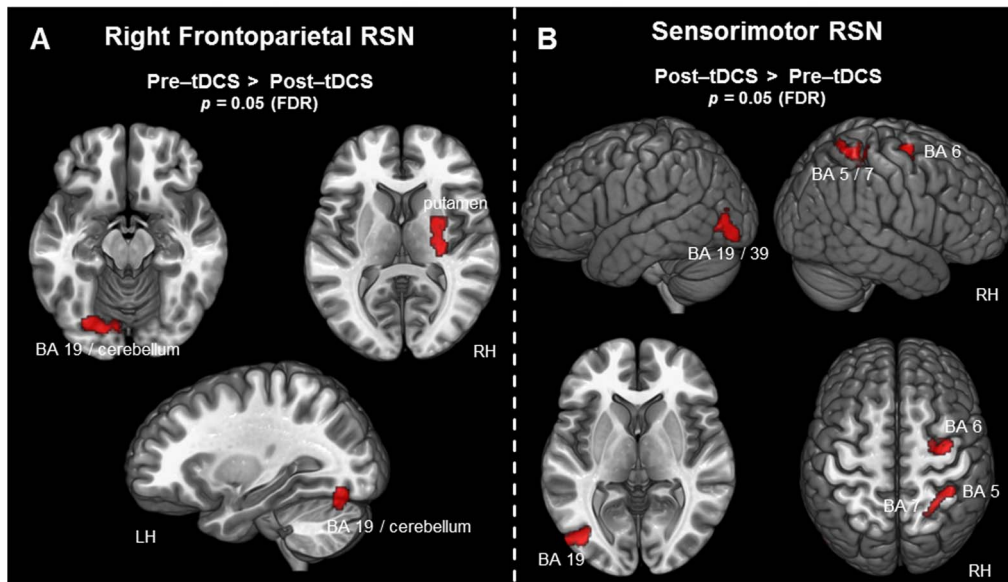 A
Right Frontoparietal RSN
Pre–tDCS > Post–tDCS
p = 0.05 (FDR)
putamen
BA 19 / cerebellum
RH
BA 19 / cerebellum
LH
B
Sensorimotor RSN
Post–tDCS > Pre–tDCS
p = 0.05 (FDR)
BA 6
BA 5 / 7
BA 19 / 39
RH
BA 6
BA 5
BA 7
BA 19
RH